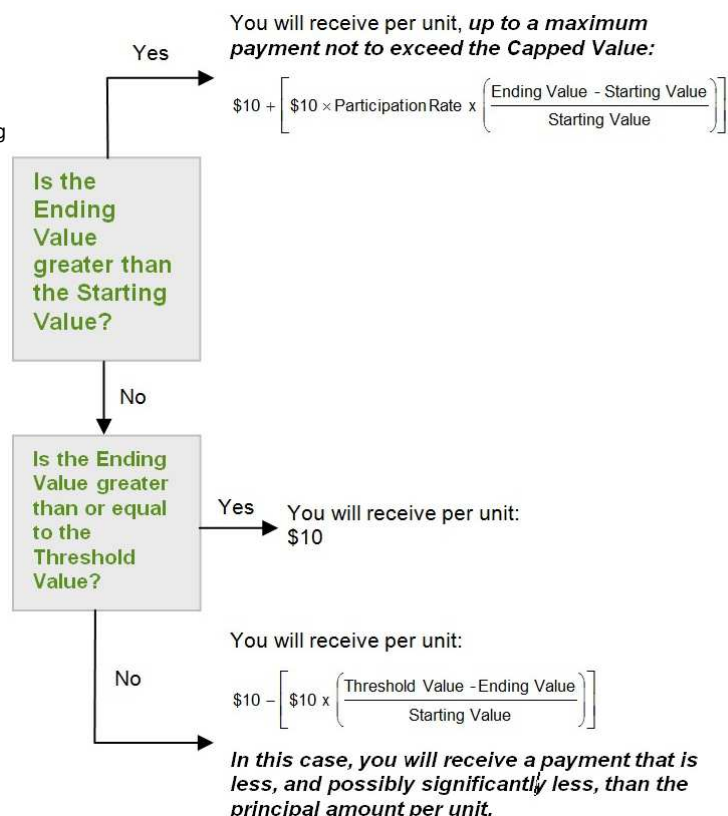 You will receive per unit, up to a maximum
payment not to exceed the Capped Value:
Yes
$10 + [ $10 × Participation Rate x ( Ending Value - Starting Value / Starting Value ) ]
g
Is the
Ending
Value
greater than
the Starting
Value?
No
Is the Ending
Value greater
than or equal
to the
Threshold
Value?
Yes
You will receive per unit:
$10
You will receive per unit:
No
$10 – [ $10 x ( Threshold Value - Ending Value / Starting Value ) ]
In this case, you will receive a payment that is
less, and possibly significantly less, than the
principal amount per unit.